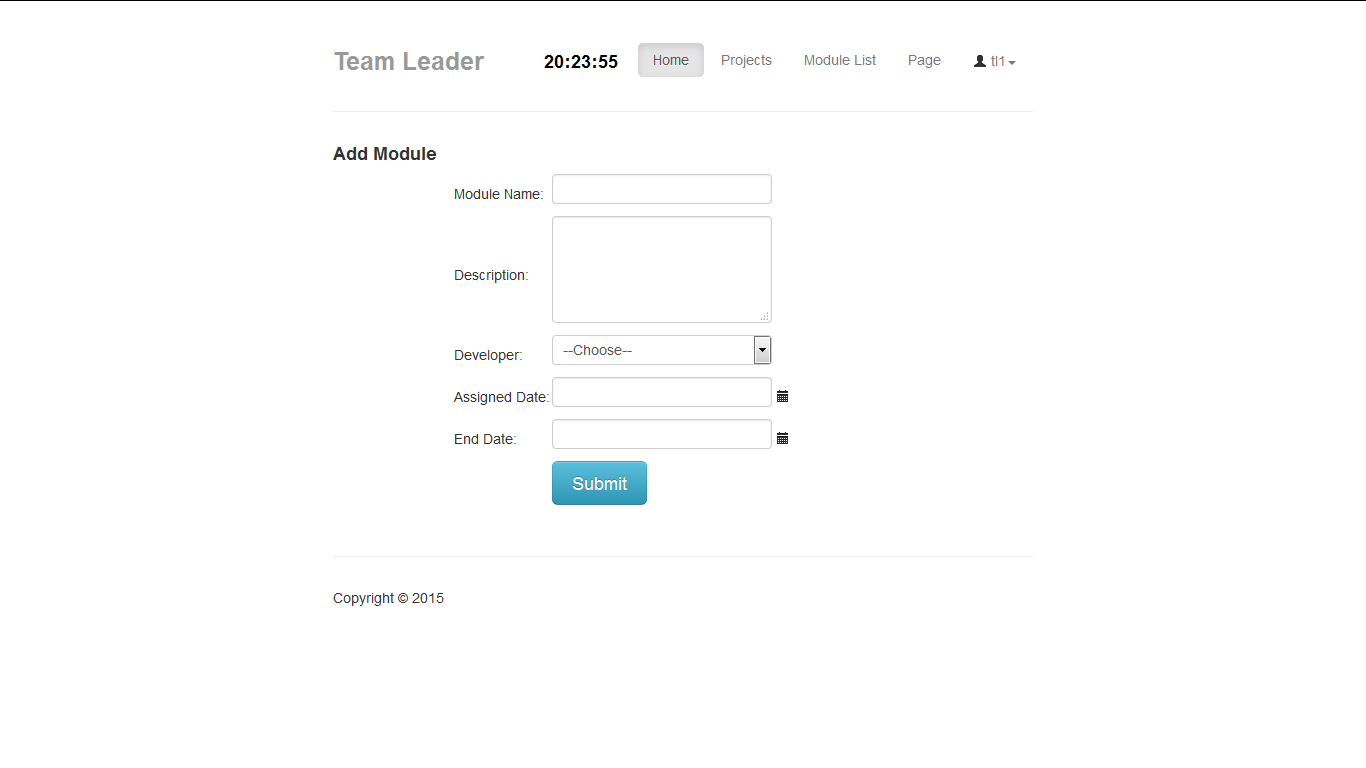 Team Leader 20:23:55 Home Projects Module List Page tl1
Add Module
Module Name:
Description:
Developer: --Choose--
Assigned Date:
End Date:
Submit
Copyright © 2015